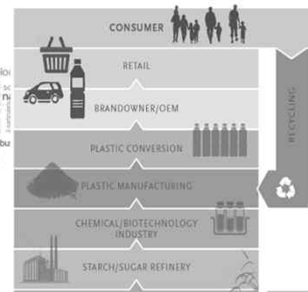 CONSUMER
RETAIL
BRANDOWNER/OEM
PLASTIC CONVERSION
PLASTIC MANUFACTURING
CHEMICAL/BIOTECHNOLOGY
INDUSTRY
STARCH/SUGAR REFINERY
RECYCLING